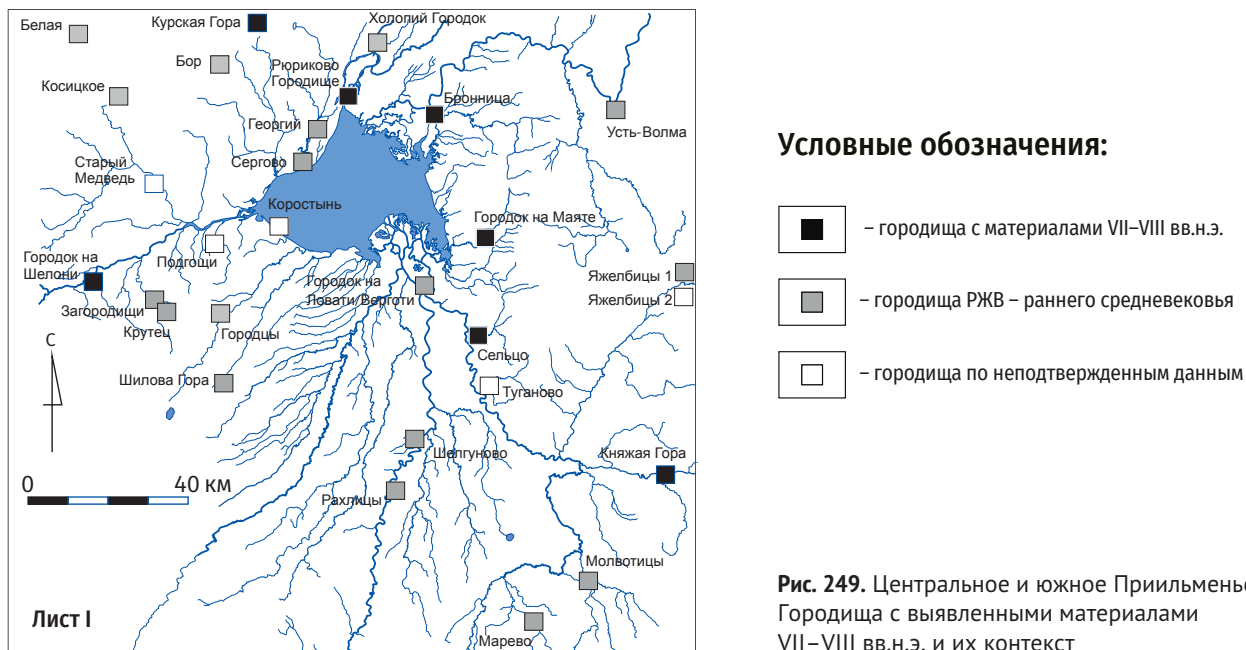 Белая
Курская Гора
Холопий Городок
Бор
Рюриково
Городище
Косицкое
Бронница
Георгий
Усть-Волма
Сергово
Старый
Медведь
Коростынь
Городок на Маяте
Подгощи
Городок на
Шелони
Яжелбицы 1
Городок на
Ловати/Верготи
Яжелбицы 2
Загородищи
Крутец
Городцы
С
Сельцо
Шилова Гора
Туганово
Шелгуново
Княжая Гора
0
40 км
Рахлицы
Молвотицы
Лист I
Марево
Условные обозначения:
– городища с материалами VII–VIII вв.н.э.
– городища РЖВ – раннего средневековья
– городища по неподтвержденным данным
Рис. 249. Центральное и южное Приильменье
Городища с выявленными материалами
VII–VIII вв.н.э. и их контекст